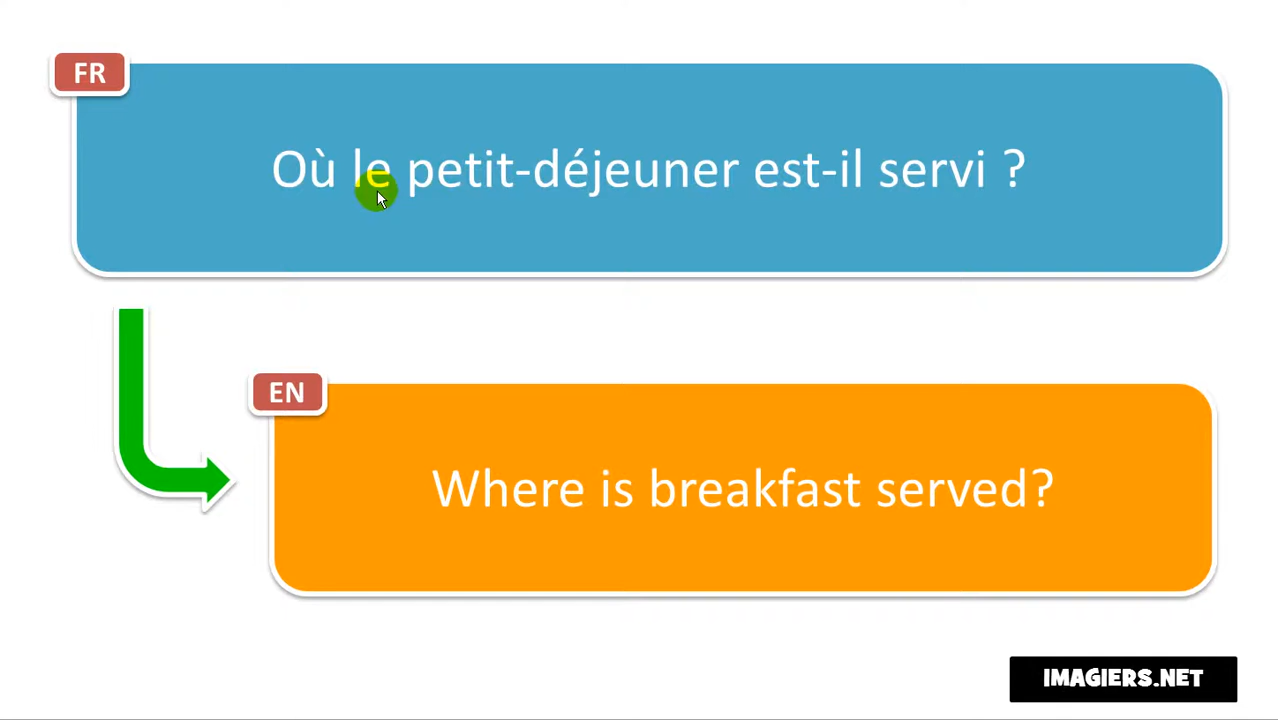 FR
Où le petit-déjeuner est-il servi ?
EN
Where is breakfast served?
IMAGIERS.NET